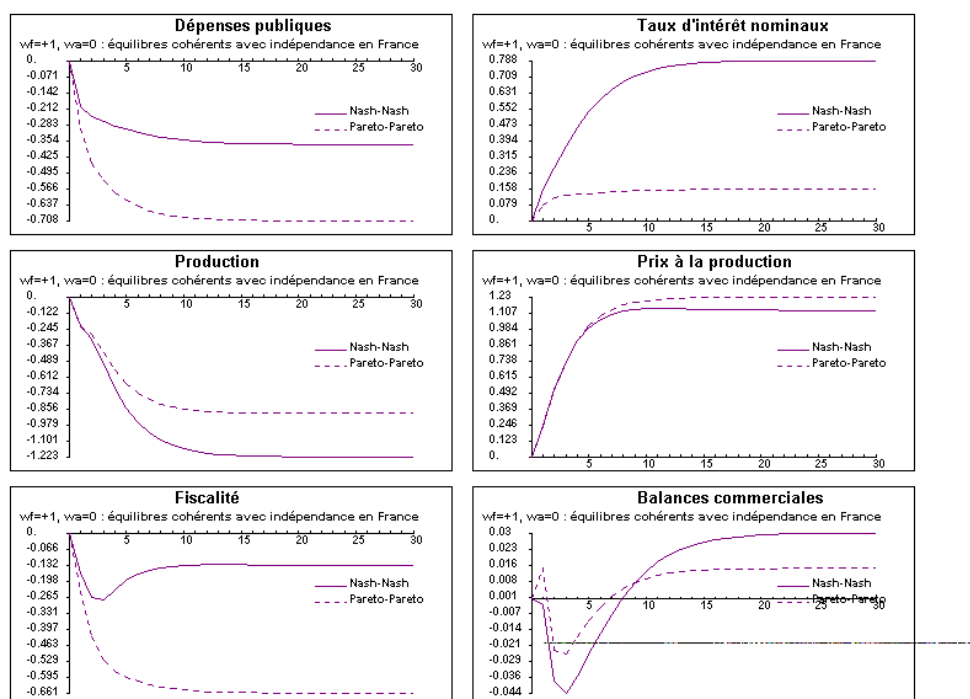 Dépenses publiques
wf=+1, wa=0 : équilibres cohérents avec indépendance en France
0.
-0.071
-0.142
-0.212
-0.283
-0.354
-0.425
-0.495
-0.566
-0.637
-0.708
5 10 15 20 25 30
Nash-Nash
Pareto-Pareto
Taux d'intérêt nominaux
wf=+1, wa=0 : équilibres cohérents avec indépendance en France
0.788
0.709
0.631
0.552
0.473
0.394
0.315
0.236
0.158
0.079
0.
5 10 15 20 25 30
Nash-Nash
Pareto-Pareto
Production
wf=+1, wa=0 : équilibres cohérents avec indépendance en France
0.
-0.122
-0.245
-0.367
-0.489
-0.612
-0.734
-0.856
-0.979
-1.101
-1.223
5 10 15 20 25 30
Nash-Nash
Pareto-Pareto
Prix à la production
wf=+1, wa=0 : équilibres cohérents avec indépendance en France
1.23
1.107
0.984
0.861
0.738
0.615
0.492
0.369
0.246
0.123
0.
5 10 15 20 25 30
Nash-Nash
Pareto-Pareto
Fiscalité
wf=+1, wa=0 : équilibres cohérents avec indépendance en France
0.
-0.066
-0.132
-0.198
-0.265
-0.331
-0.397
-0.463
-0.529
-0.595
-0.661
5 10 15 20 25 30
Nash-Nash
Pareto-Pareto
Balances commerciales
wf=+1, wa=0 : équilibres cohérents avec indépendance en France
0.03
0.023
0.016
0.008
0.001
-0.007
-0.014
-0.021
-0.029
-0.036
-0.044
5 10 15 20 25 30
Nash-Nash
Pareto-Pareto